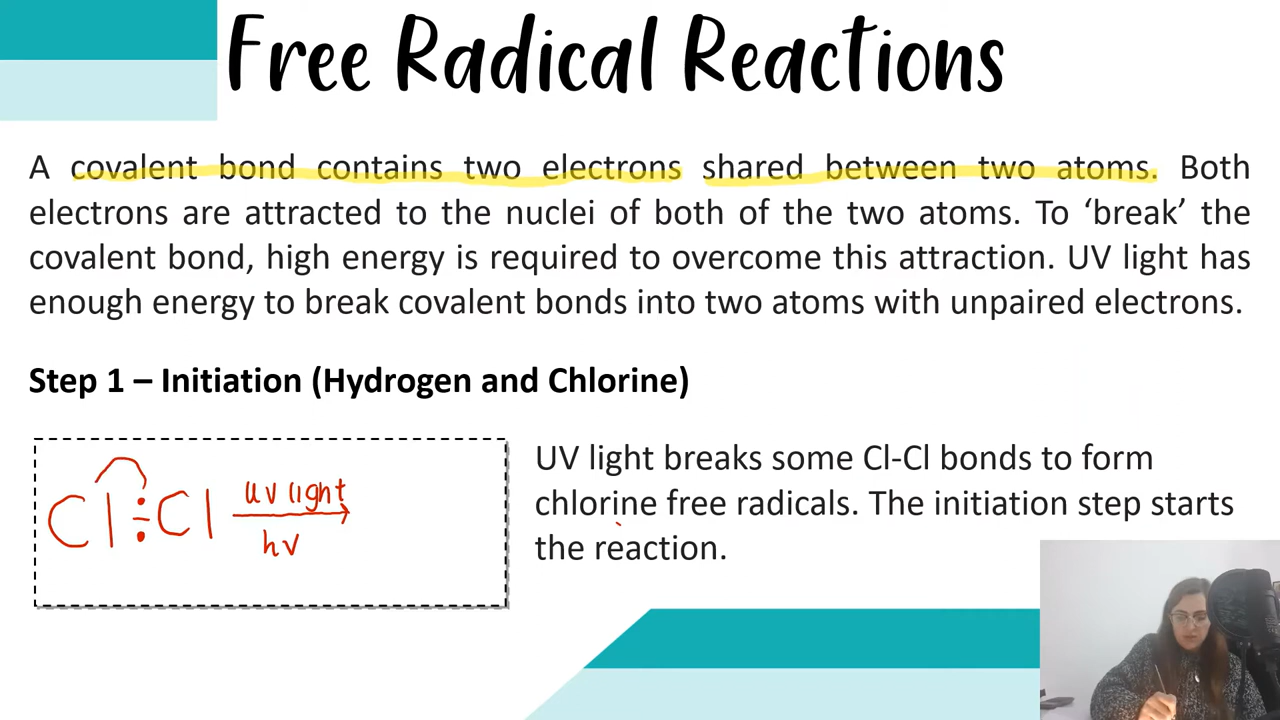 Free Radical Reactions
A covalent bond contains two electrons shared between two atoms. Both
electrons are attracted to the nuclei of both of the two atoms. To ‘break’ the
covalent bond, high energy is required to overcome this attraction. UV light has
enough energy to break covalent bonds into two atoms with unpaired electrons.
Step 1 – Initiation (Hydrogen and Chlorine)
Cl:Cl uv light
hv
UV light breaks some Cl-Cl bonds to form
chlorine free radicals. The initiation step starts
the reaction.